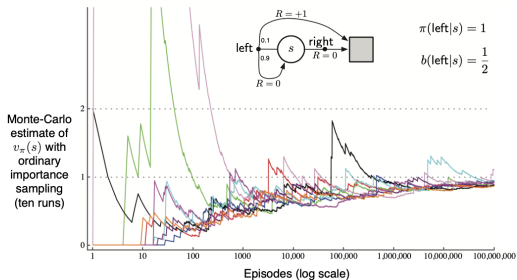 R = +1
π(left|s) = 1
0.1
left
s
right
R = 0
0.9
R = 0
b(left|s) = 1/2
Monte-Carlo
estimate of
vπ(s) with
ordinary
importance
sampling
(ten runs)
2
1
0
1
10
100
1000
10,000
100,000
1,000,000
10,000,000
100,000,000
Episodes (log scale)